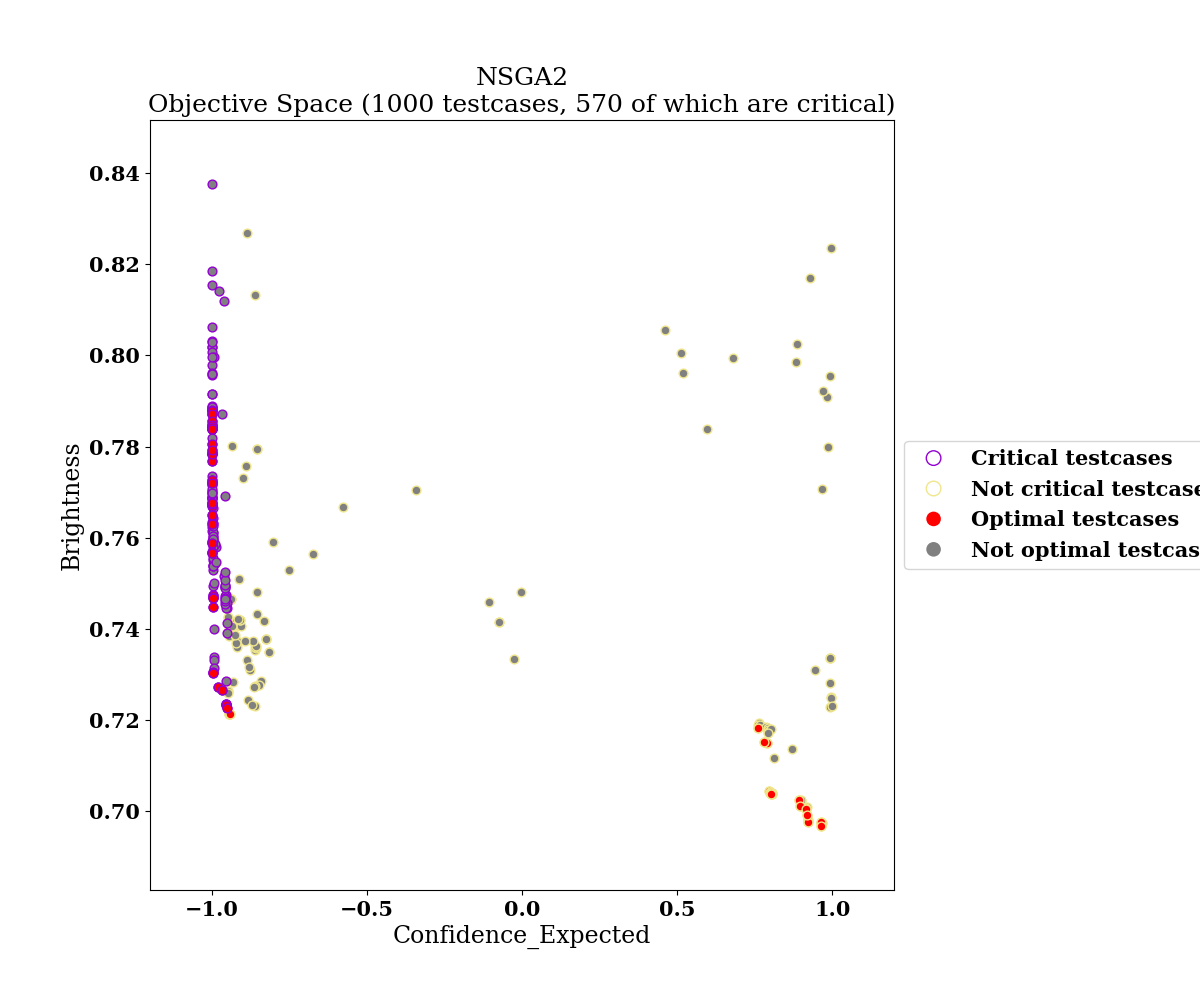 NSGA2
Objective Space (1000 testcases, 570 of which are critical)
0.84
0.82
0.80
0.78
0.76
0.74
0.72
0.70
Brightness
−1.0
−0.5
0.0
0.5
1.0
Confidence_Expected
Critical testcases
Not critical testcase
Optimal testcases
Not optimal testcas